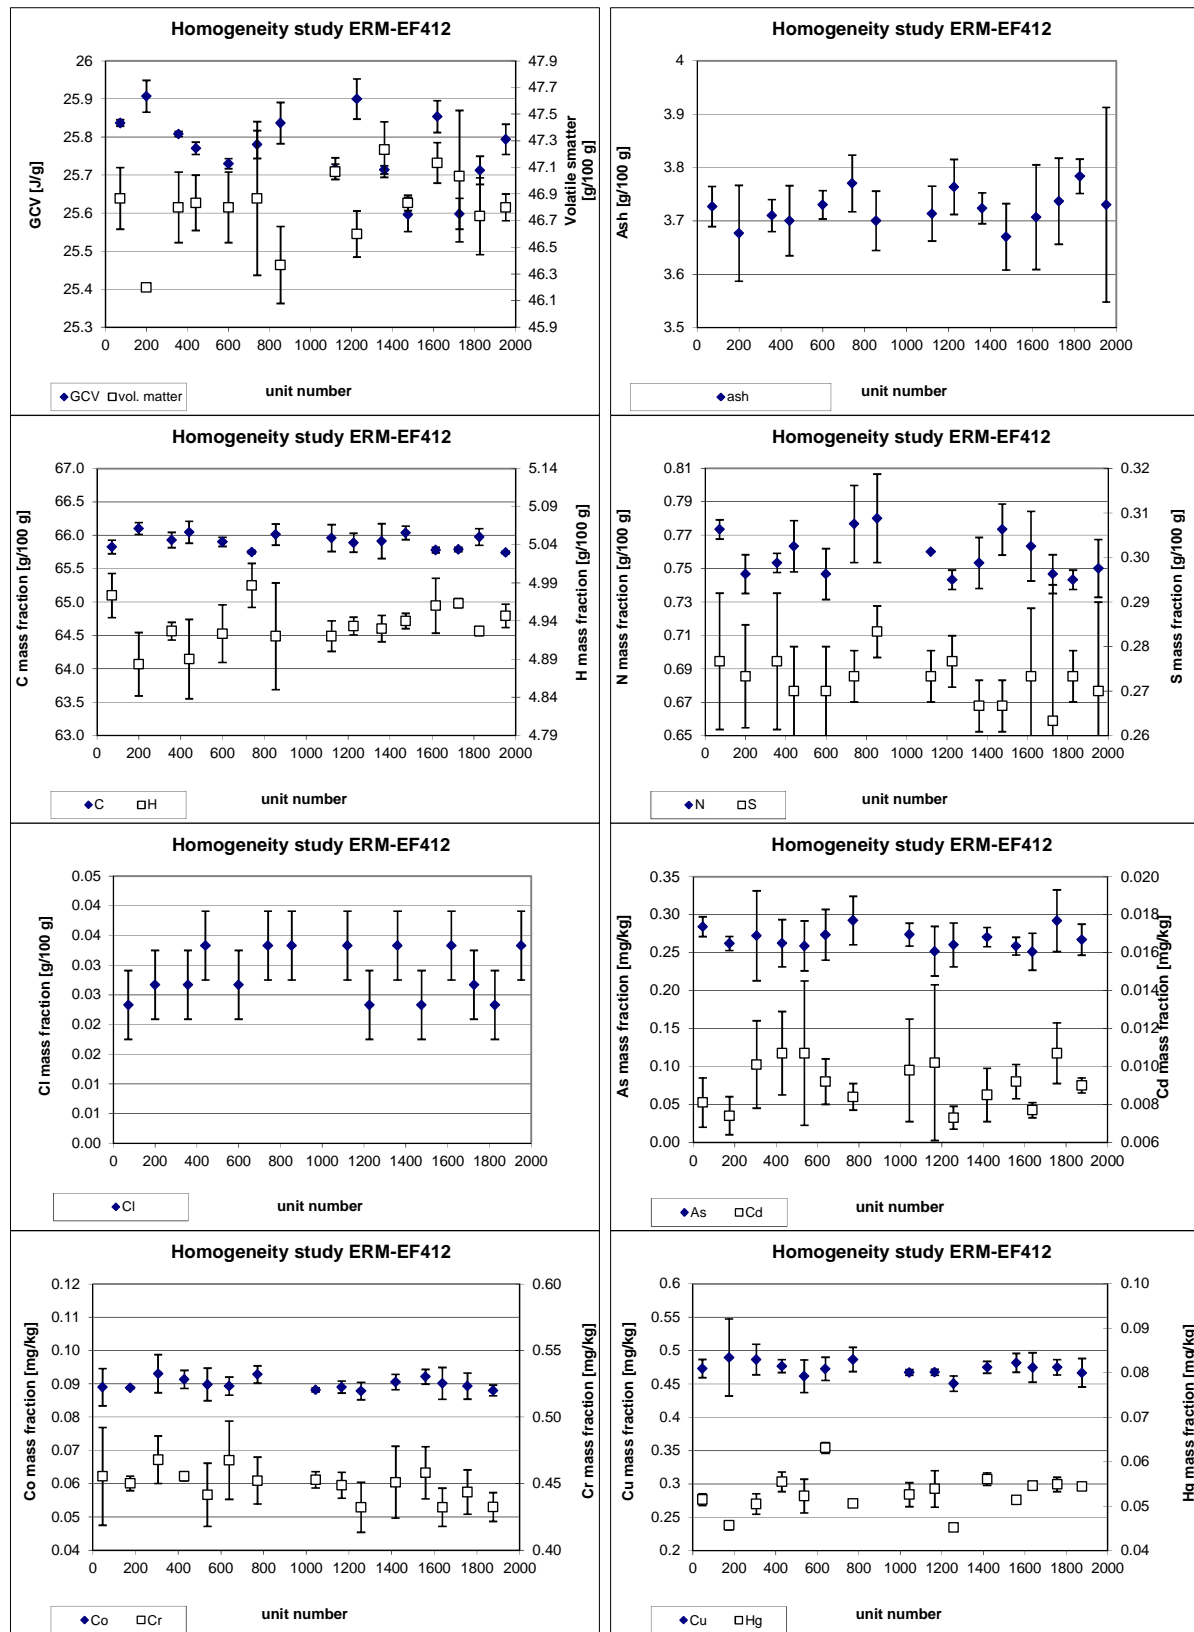 Homogeneity study ERM-EF412
26
25.9
25.8
25.7
25.6
25.5
25.4
25.3
GCV [J/g]
47.9
47.7
47.5
47.3
47.1
46.9
46.7
46.5
46.3
46.1
45.9
Volatile smatter
[g/100 g]
0 200 400 600 800 1000 1200 1400 1600 1800 2000
unit number
GCV vol. matter
Homogeneity study ERM-EF412
4
3.9
3.8
3.7
3.6
3.5
Ash [g/100 g]
0 200 400 600 800 1000 1200 1400 1600 1800 2000
unit number
ash
Homogeneity study ERM-EF412
67.0
66.5
66.0
65.5
65.0
64.5
64.0
63.5
63.0
C mass fraction [g/100 g]
5.14
5.09
5.04
4.99
4.94
4.89
4.84
4.79
H mass fraction [g/100 g]
0 200 400 600 800 1000 1200 1400 1600 1800 2000
unit number
C H
Homogeneity study ERM-EF412
0.81
0.79
0.77
0.75
0.73
0.71
0.69
0.67
0.65
N mass fraction [g/100 g]
0.32
0.31
0.30
0.29
0.28
0.27
0.26
S mass fraction [g/100 g]
0 200 400 600 800 1000 1200 1400 1600 1800 2000
unit number
N S
Homogeneity study ERM-EF412
0.05
0.04
0.04
0.03
0.03
0.02
0.02
0.01
0.01
0.00
Cl mass fraction [g/100 g]
0 200 400 600 800 1000 1200 1400 1600 1800 2000
unit number
Cl
Homogeneity study ERM-EF412
0.35
0.30
0.25
0.20
0.15
0.10
0.05
0.00
As mass fraction [mg/kg]
0.020
0.018
0.016
0.014
0.012
0.010
0.008
0.006
Cd mass fraction [mg/kg]
0 200 400 600 800 1000 1200 1400 1600 1800 2000
unit number
As Cd
Homogeneity study ERM-EF412
0.12
0.11
0.10
0.09
0.08
0.07
0.06
0.05
0.04
Co mass fraction [mg/kg]
0.60
0.55
0.50
0.45
0.40
Cr mass fraction [mg/kg]
0 200 400 600 800 1000 1200 1400 1600 1800 2000
unit number
Co Cr
Homogeneity study ERM-EF412
0.6
0.55
0.5
0.45
0.4
0.35
0.3
0.25
0.2
Cu mass fraction [mg/kg]
0.10
0.09
0.08
0.07
0.06
0.05
0.04
Hg mass fraction [mg/kg]
0 200 400 600 800 1000 1200 1400 1600 1800 2000
unit number
Cu Hg